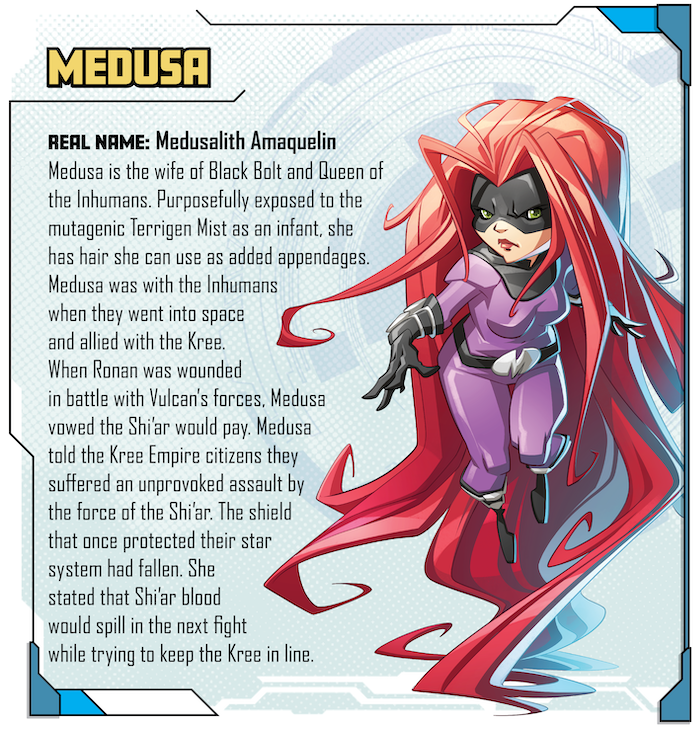 MEDUSA
REAL NAME: Medusalith Amaquelin
Medusa is the wife of Black Bolt and Queen of
the Inhumans. Purposefully exposed to the
mutagenic Terrigen Mist as an infant, she
has hair she can use as added appendages.
Medusa was with the Inhumans
when they went into space
and allied with the Kree.
When Ronan was wounded
in battle with Vulcan's forces, Medusa
vowed the Shi'ar would pay. Medusa
told the Kree Empire citizens they
suffered an unprovoked assault by
the force of the Shi'ar. The shield
that once protected their star
system had fallen. She
stated that Shi'ar blood
would spill in the next fight
while trying to keep the Kree in line.